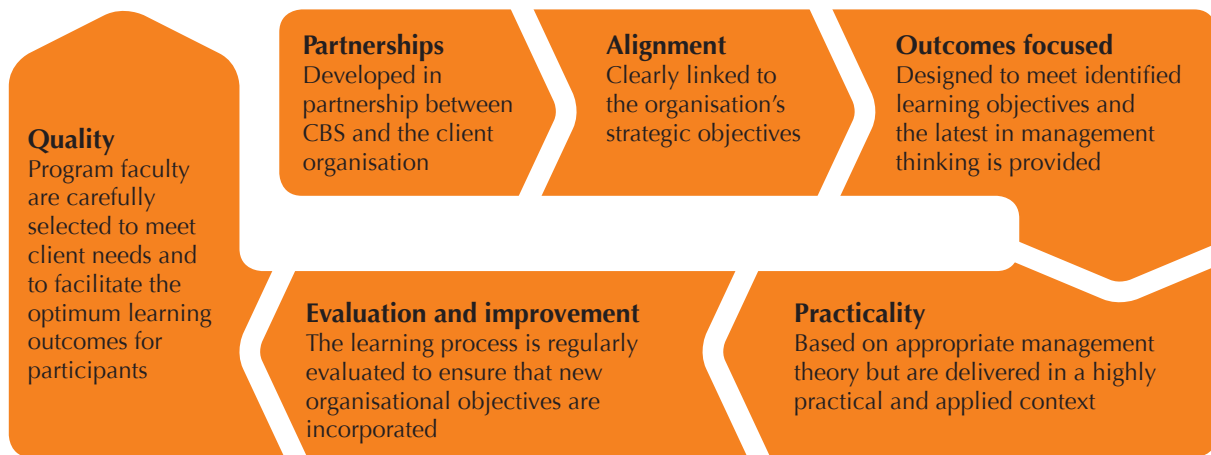 Partnerships
Developed in
partnership between
CBS and the client
organisation
Alignment
Clearly linked to
the organisation’s
strategic objectives
Outcomes focused
Designed to meet identified
learning objectives and
the latest in management
thinking is provided
Practicality
Based on appropriate management
theory but are delivered in a highly
practical and applied context
Evaluation and improvement
The learning process is regularly
evaluated to ensure that new
organisational objectives are
incorporated
Quality
Program faculty
are carefully
selected to meet
client needs and
to facilitate the
optimum learning
outcomes for
participants